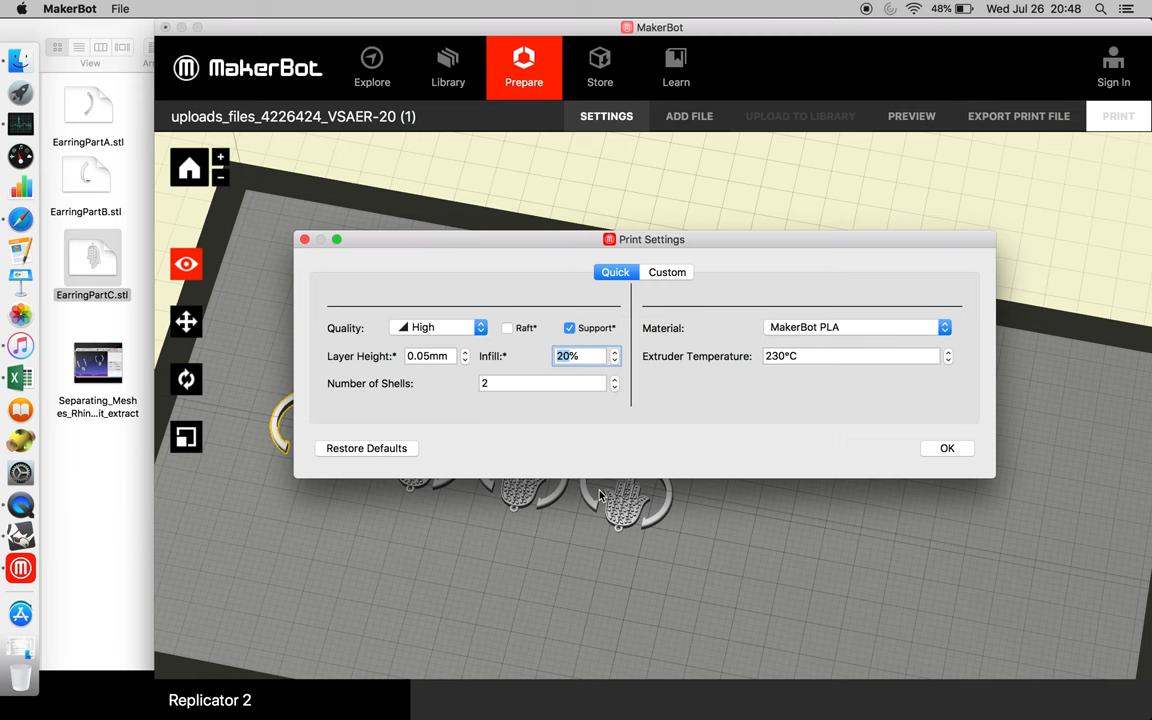 MakerBot File 48% Wed Jul 26 20:48
MakerBot
View
EarringPartA.stl
EarringPartB.stl
EarringPartC.stl
Separating_Mesh
es_Rhin...it_extract
MakerBot Explore Library Prepare Store Learn Sign In
uploads_files_4226424_VSAER-20 (1) SETTINGS ADD FILE UPLOAD TO LIBRARY PREVIEW EXPORT PRINT FILE PRINT
Print Settings
Quick Custom
Quality: High Raft* Support* Material: MakerBot PLA
Layer Height:* 0.05mm Infill:* 20% Extruder Temperature: 230°C
Number of Shells: 2
Restore Defaults OK
Replicator 2